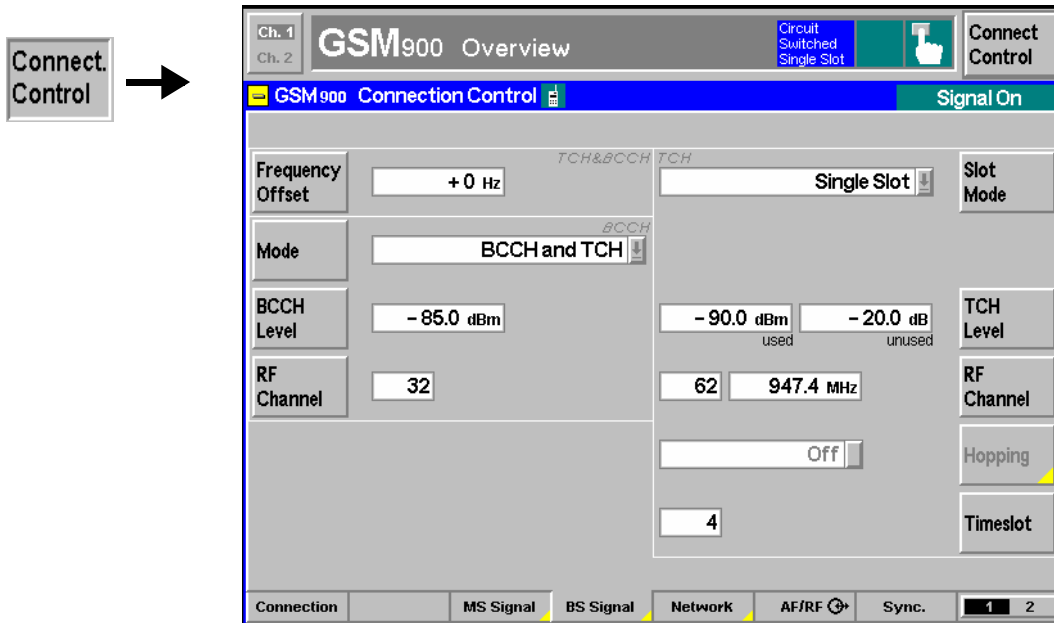 Connect.
Control
Ch. 1
Ch. 2
GSM900 Overview
Circuit
Switched
Single Slot
Connect
Control
GSM900 Connection Control
Signal On
Frequency
Offset
TCH&BCCH
+ 0 Hz
TCH
Single Slot
Slot
Mode
Mode
BCCH
BCCH and TCH
BCCH
Level
– 85.0 dBm
– 90.0 dBm
used
– 20.0 dB
unused
TCH
Level
RF
Channel
32
62
947.4 MHz
RF
Channel
Off
Hopping
4
Timeslot
Connection
MS Signal
BS Signal
Network
AF/RF
Sync.
1 2